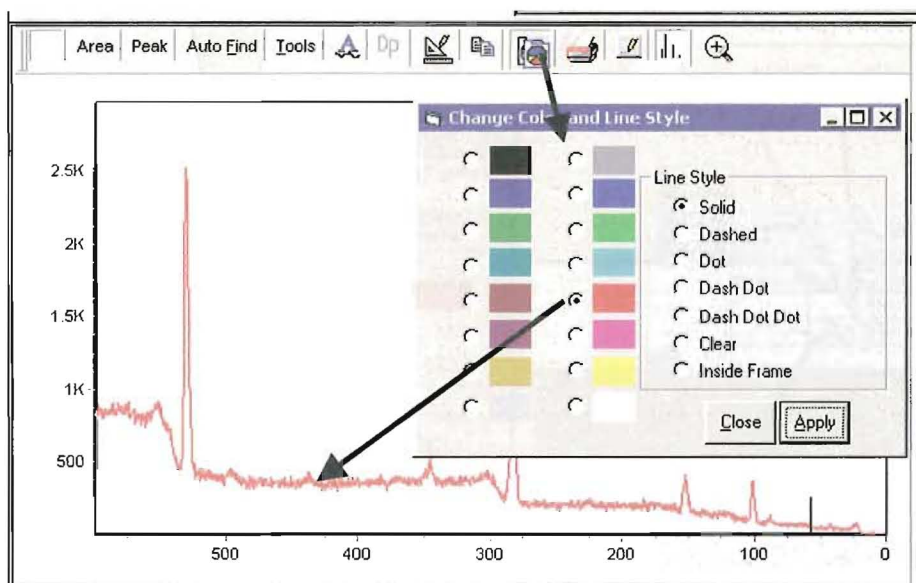 Area Peak Auto Find Tools A Dp
Change Color and Line Style
Line Style
Solid
Dashed
Dot
Dash Dot
Dash Dot Dot
Clear
Inside Frame
Close Apply
2.5K
2K
1.5K
1K
500
500 400 300 200 100 0